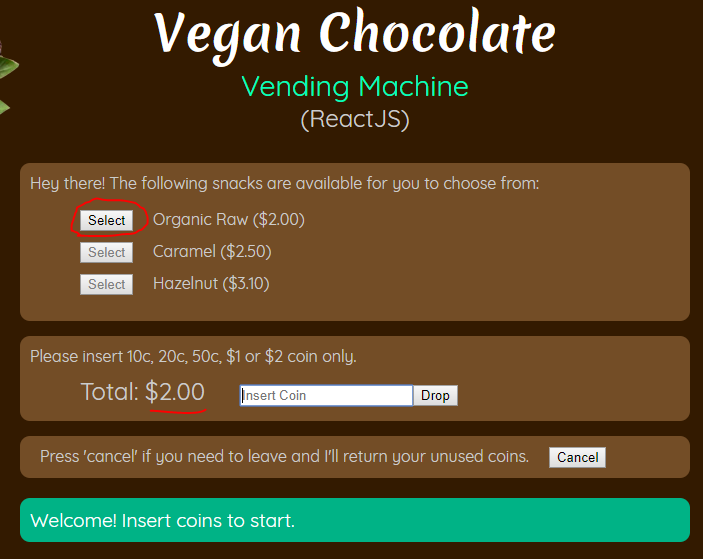 Vegan Chocolate
Vending Machine
(ReactJS)
Hey there! The following snacks are available for you to choose from:
Select Organic Raw ($2.00)
Select Caramel ($2.50)
Select Hazelnut ($3.10)
Please insert 10c, 20c, 50c, $1 or $2 coin only.
Total: $2.00 Insert Coin Drop
Press 'cancel' if you need to leave and I'll return your unused coins. Cancel
Welcome! Insert coins to start.